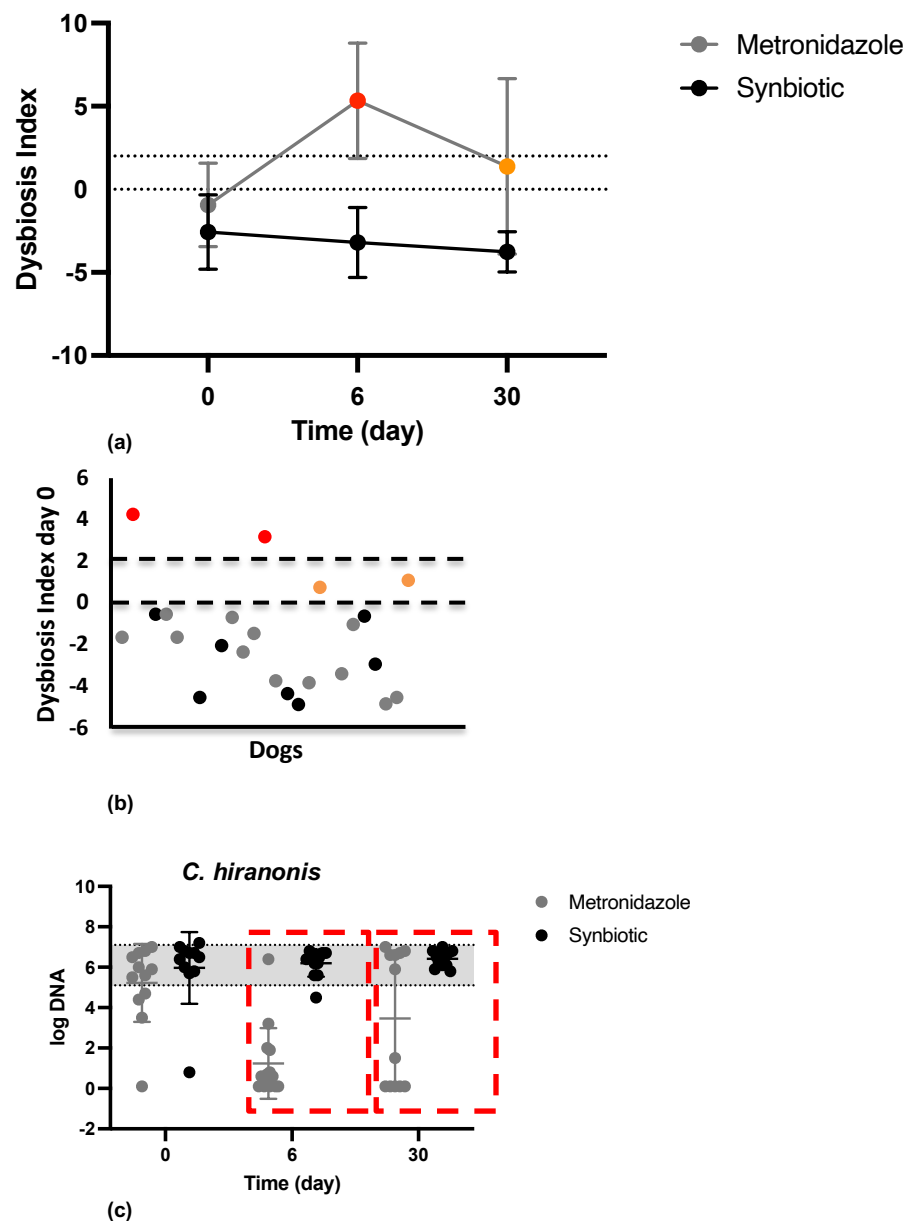 10
5
0
-5
-10
Dysbiosis Index
0
6
30
Time (day)
Metronidazole
Synbiotic
(a)
6
4
2
0
-2
-4
-6
Dysbiosis Index day 0
Dogs
(b)
C. hiranonis
10
8
6
4
2
0
-2
log DNA
0
6
30
Time (day)
Metronidazole
Synbiotic
(c)